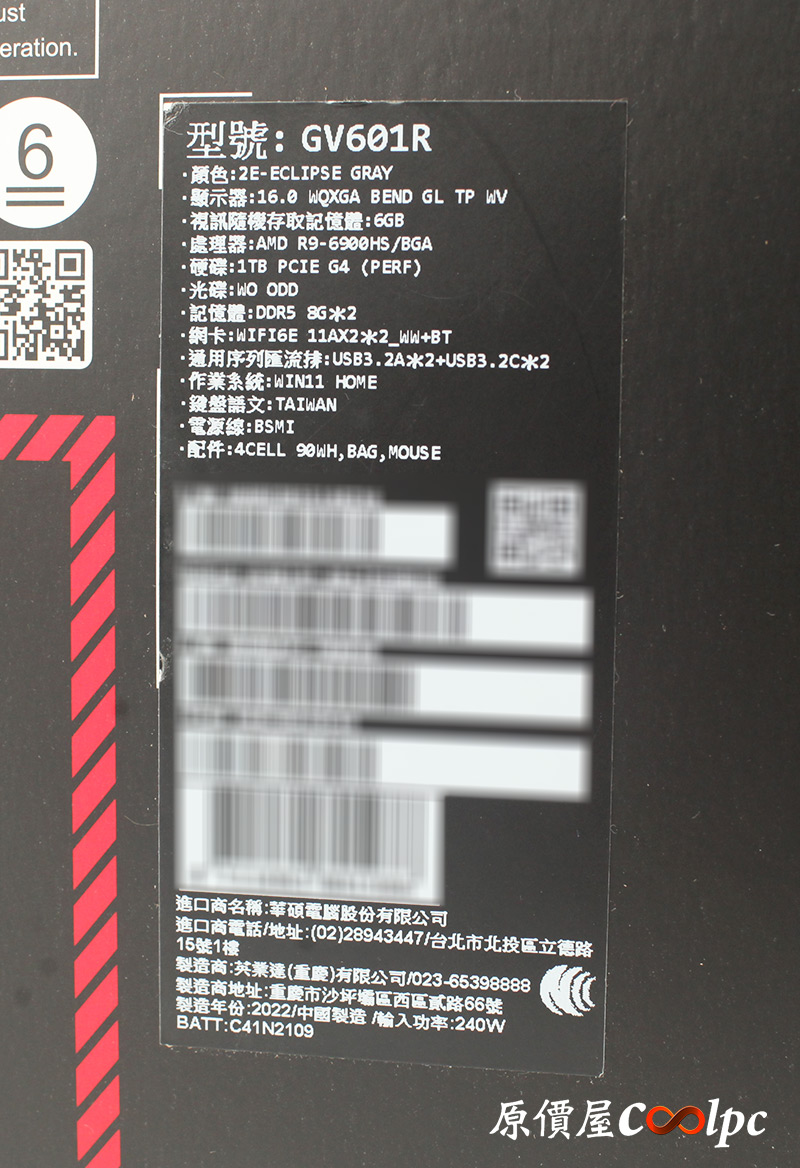 ust
eration.
6
型號: GV601R
·顏色:2E-ECLIPSE GRAY
·顯示器:16.0 WQXGA BEND GL TP WV
·視訊隨機存取記憶體:6GB
·處理器:AMD R9-6900HS/BGA
·硬碟:1TB PCIE G4 (PERF)
·光碟:WO ODD
·記憶體:DDR5 8G*2
·網卡:WIFI6E 11AX2*2_WW+BT
·通用序列匯流排:USB3.2A*2+USB3.2C*2
·作業系統:WIN11 HOME
·鍵盤語文:TAIWAN
·電源線:BSMI
·配件:4CELL 90WH,BAG,MOUSE
進口商名稱:華碩電腦股份有限公司
進口商電話/地址:(02)28943447/台北市北投區立德路
15號1樓
製造商:英業達(重慶)有限公司/023-65398888
製造商地址:重慶市沙坪壩區西區貳路66號
製造年份:2022/中國製造 /輸入功率:240W
BATT:C41N2109
原價屋Coolpc